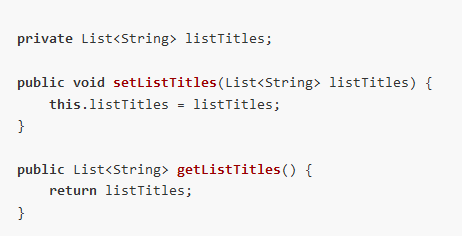 private List<String> listTitles;
public void setListTitles(List<String> listTitles) {
    this.listTitles = listTitles;
}
public List<String> getListTitles() {
    return listTitles;
}